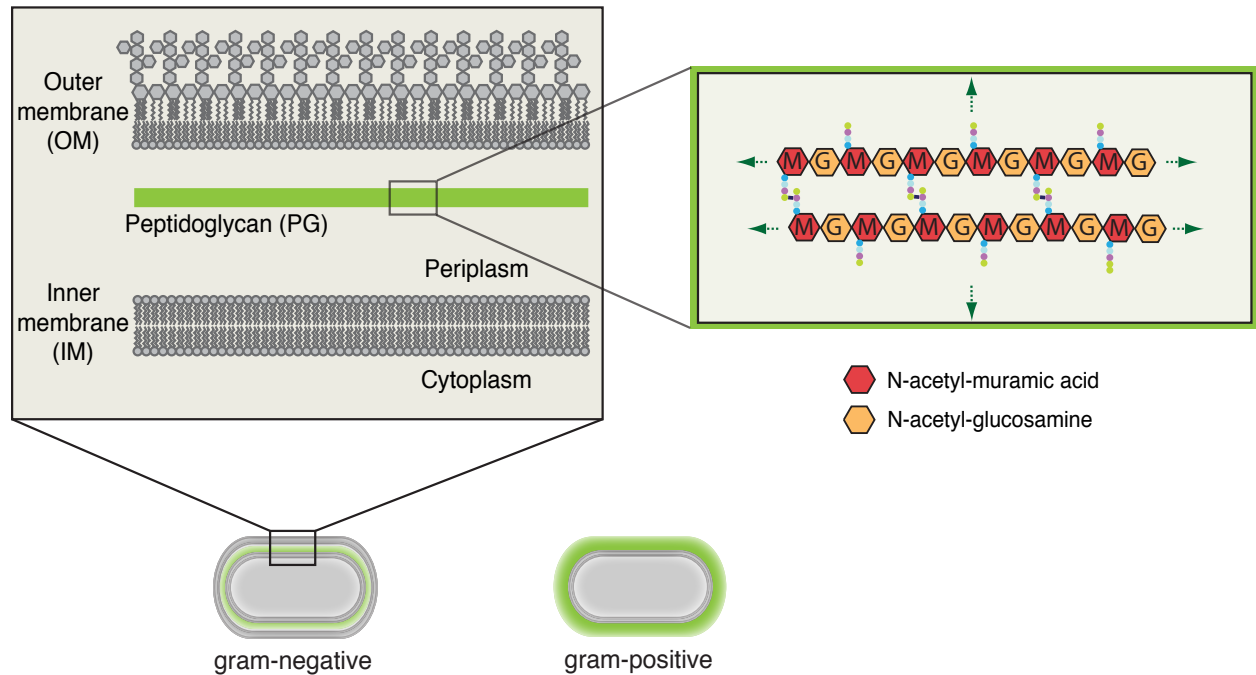 Outer
membrane
(OM)
Peptidoglycan (PG)
Periplasm
Inner
membrane
(IM)
Cytoplasm
M G M G M G M G M G M G
M G M G M G M G M G M G
N-acetyl-muramic acid
N-acetyl-glucosamine
gram-negative
gram-positive